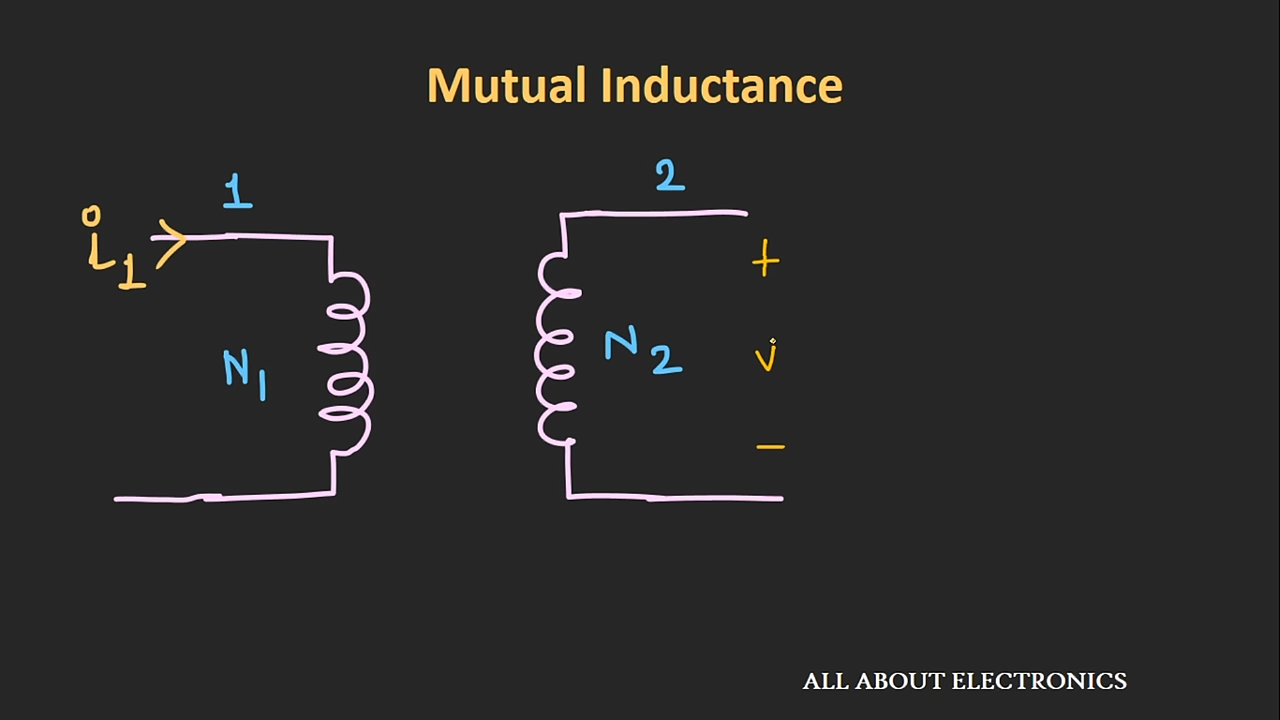 Mutual Inductance
1
2
i1
+
N1
N2
v
−
ALL ABOUT ELECTRONICS